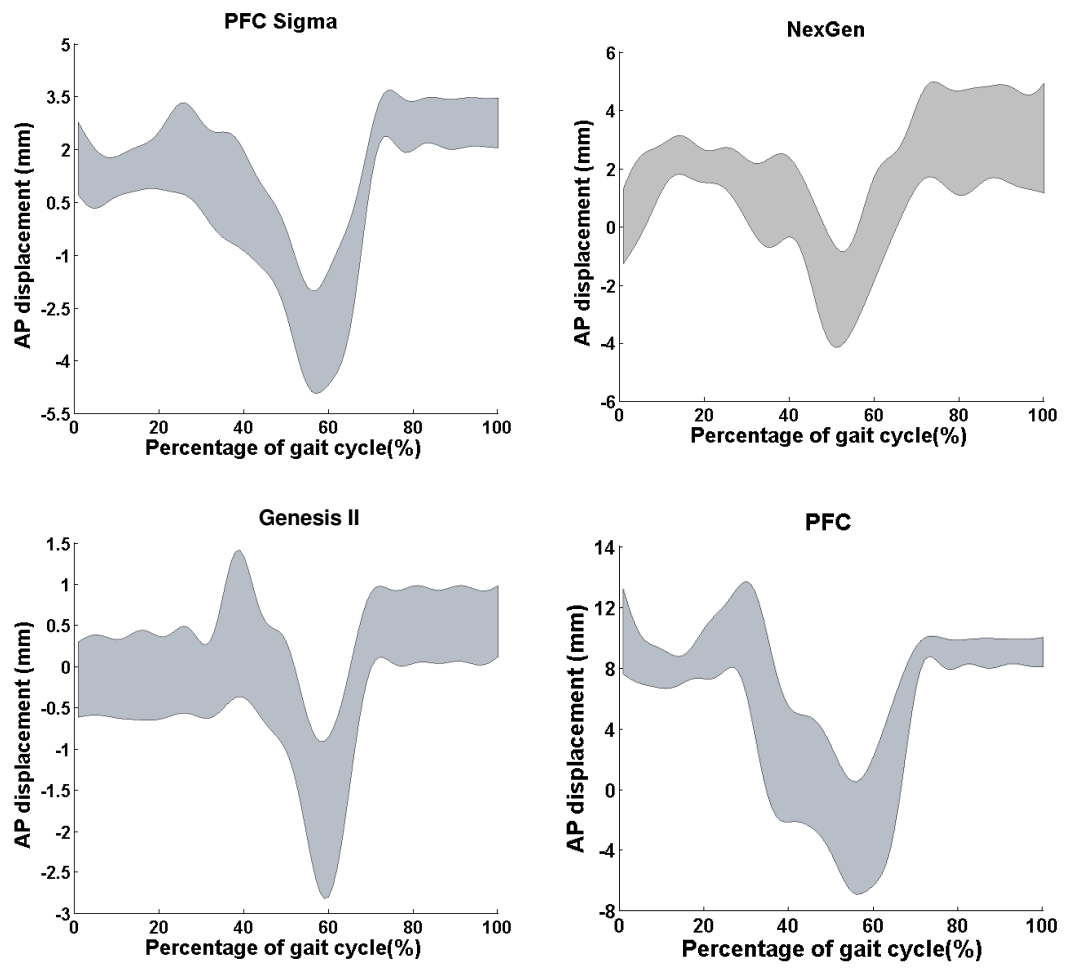 PFC Sigma
5
3.5
2
0.5
-1
-2.5
-4
-5.5
AP displacement (mm)
0 20 40 60 80 100
Percentage of gait cycle(%)
NexGen
6
4
2
0
-2
-4
-6
AP displacement (mm)
0 20 40 60 80 100
Percentage of gait cycle(%)
Genesis II
1.5
1
0.5
0
-0.5
-1
-1.5
-2
-2.5
-3
AP displacement (mm)
0 20 40 60 80 100
Percentage of gait cycle(%)
PFC
14
12
8
4
0
-4
-8
AP displacement (mm)
0 20 40 60 80 100
Percentage of gait cycle(%)